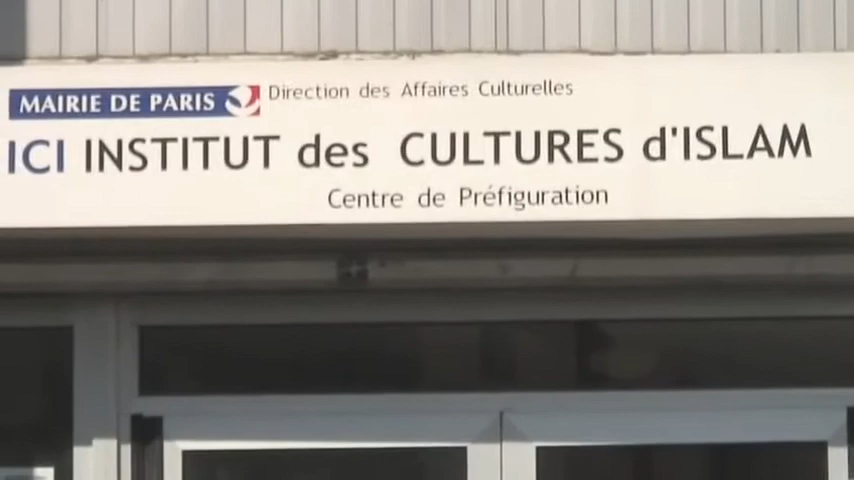 MAIRIE DE PARIS Direction des Affaires Culturelles
ICI INSTITUT des CULTURES d'ISLAM
Centre de Préfiguration